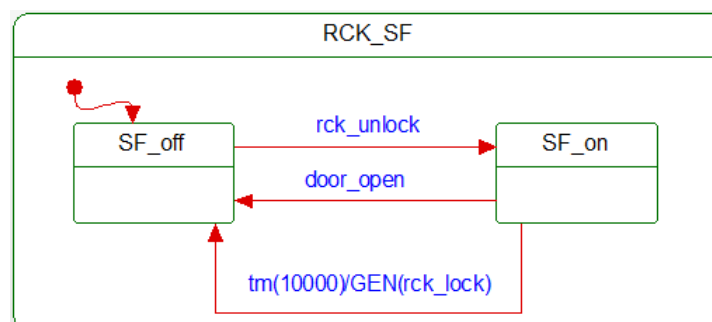 RCK_SF
SF_off
rck_unlock
SF_on
door_open
tm(10000)/GEN(rck_lock)